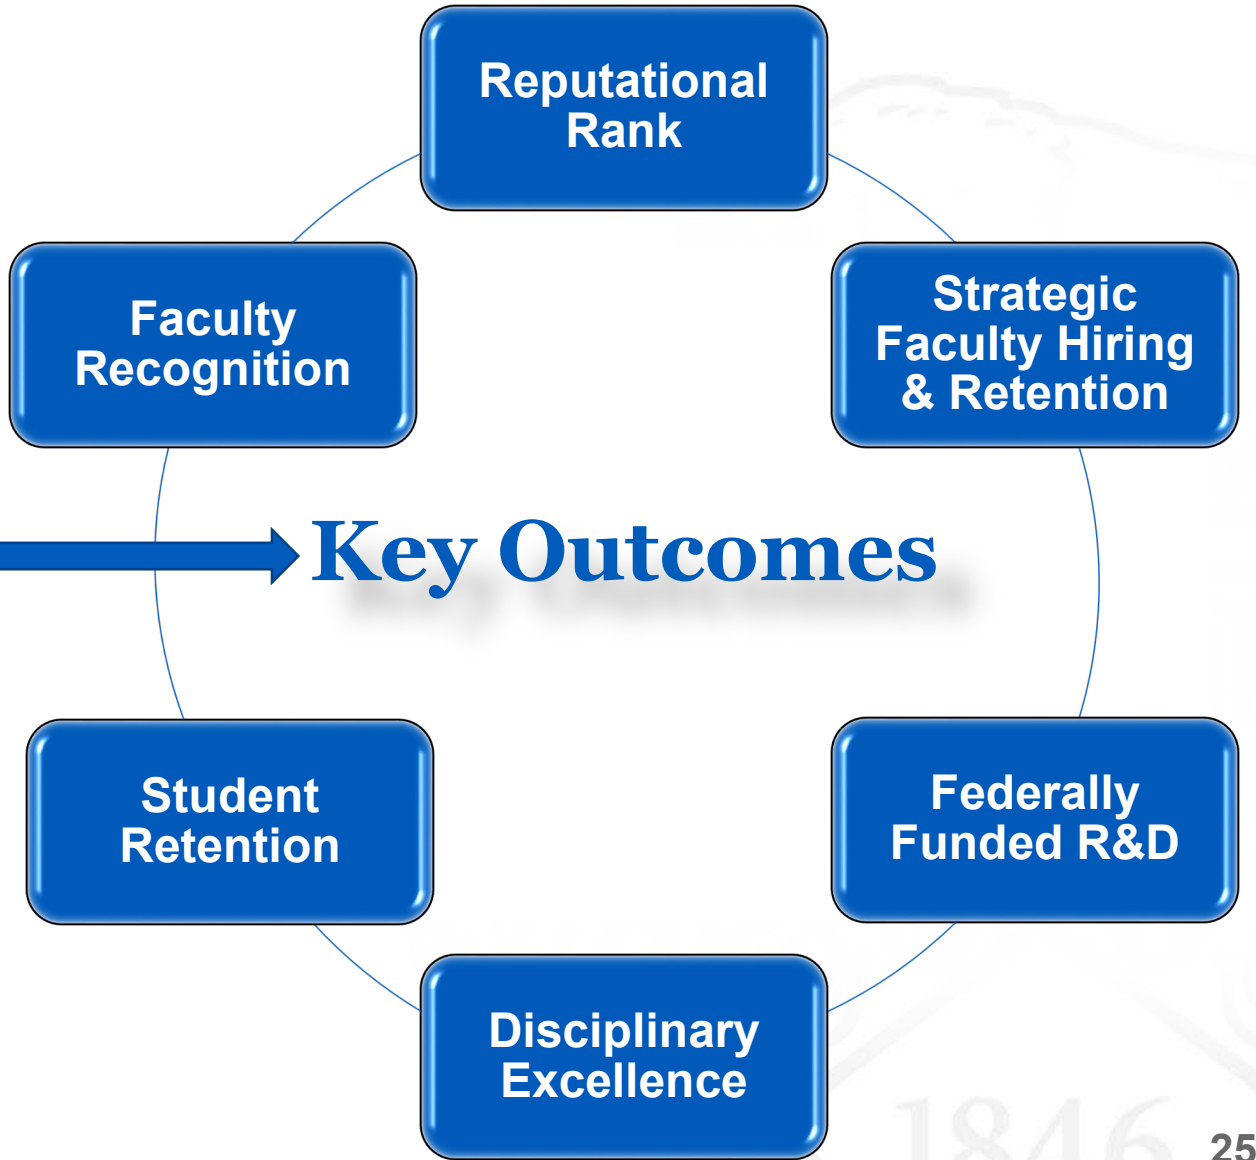 Reputational
Rank
Strategic
Faculty Hiring
& Retention
Faculty
Recognition
Key Outcomes
Student
Retention
Federally
Funded R&D
Disciplinary
Excellence
1846
25